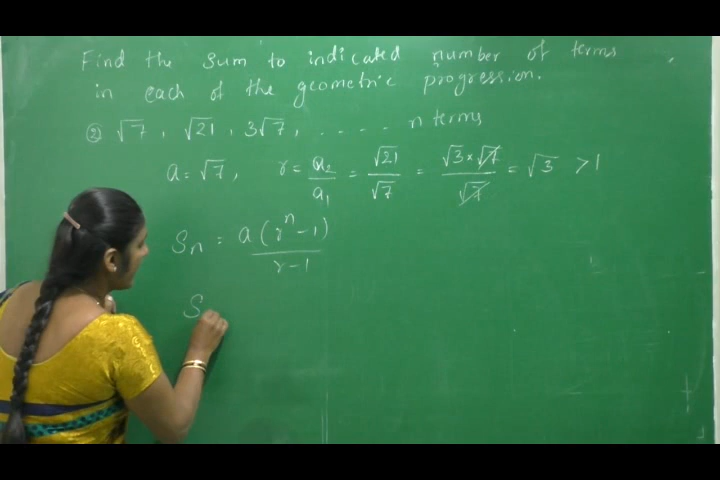 Find the sum to indicated number of terms
in each of the geometric progression.
② √7 , √21 , 3√7 , . . . . . n terms
a = √7 , r = a₂/a₁ = √21/√7 = √3 × √7/√7 = √3 > 1
Sₙ = a (rⁿ - 1)/r - 1
S